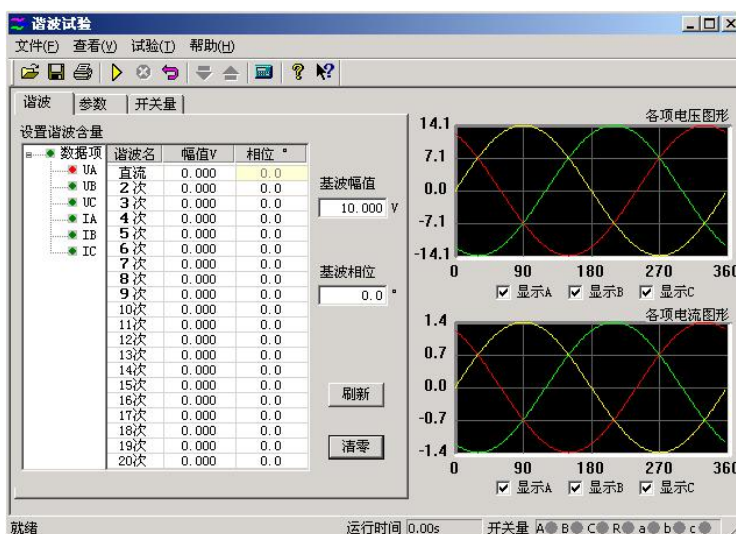 谐波试验
文件(F) 查看(V) 试验(T) 帮助(H)
谐波 参数 开关量
设置谐波含量
数据项
UA
UB
UC
IA
IB
IC
谐波名 幅值V 相位 °
直流 0.000 0.0
2次 0.000 0.0
3次 0.000 0.0
4次 0.000 0.0
5次 0.000 0.0
6次 0.000 0.0
7次 0.000 0.0
8次 0.000 0.0
9次 0.000 0.0
10次 0.000 0.0
11次 0.000 0.0
12次 0.000 0.0
13次 0.000 0.0
14次 0.000 0.0
15次 0.000 0.0
16次 0.000 0.0
17次 0.000 0.0
18次 0.000 0.0
19次 0.000 0.0
20次 0.000 0.0
基波幅值
10.000 V
基波相位
0.0 °
刷新
清零
各项电压图形
14.1
7.1
0.0
-7.1
-14.1
0 90 180 270 360
显示A 显示B 显示C
各项电流图形
1.4
0.7
0.0
-0.7
-1.4
0 90 180 270 360
显示A 显示B 显示C
就绪 运行时间 0.00s 开关量 A B C R a b c